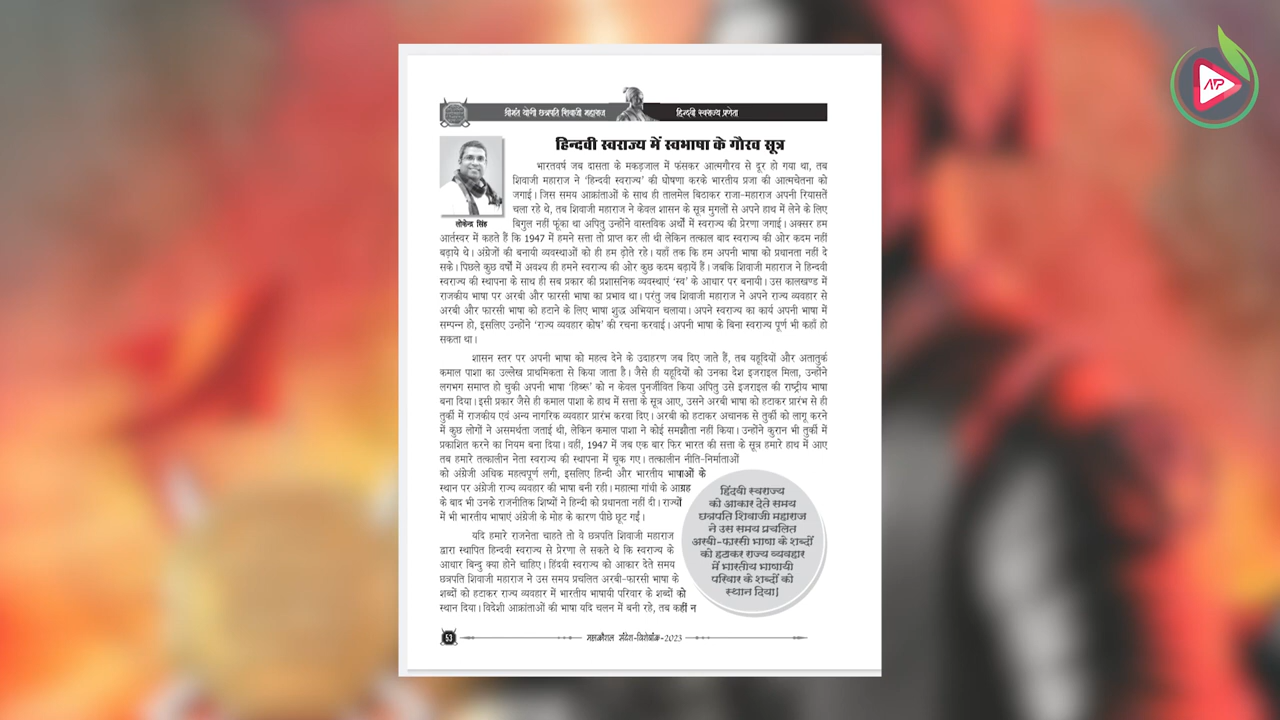 श्रीमंत योगी छत्रपति शिवाजी महाराज
हिन्दवी स्वराज्य प्रणेता
NP
हिन्दवी स्वराज्य में स्वभाषा के गौरव सूत्र
लोकेन्द्र सिंह
भारतवर्ष जब दासता के मकड़जाल में फंसकर आत्मगौरव से दूर हो गया था, तब
शिवाजी महाराज ने 'हिन्दवी स्वराज्य' की घोषणा करके भारतीय प्रजा की आत्मचेतना को
जगाई। जिस समय आक्रांताओं के साथ ही तालमेल बिठाकर राजा-महाराज अपनी रियासतें
चला रहे थे, तब शिवाजी महाराज ने केवल शासन के सूत्र मुगलों से अपने हाथ में लेने के लिए
बिगुल नहीं फूंका था अपितु उन्होंने वास्तविक अर्थों में स्वराज्य की प्रेरणा जगाई। अक्सर हम
आर्तस्वर में कहते हैं कि 1947 में हमने सत्ता तो प्राप्त कर ली थी लेकिन तत्काल बाद स्वराज्य की ओर कदम नहीं
बढ़ाये थे। अंग्रेजों की बनायी व्यवस्थाओं को ही हम ढ़ोते रहे। यहाँ तक कि हम अपनी भाषा को प्रधानता नहीं दे
सके। पिछले कुछ वर्षों में अवश्य ही हमने स्वराज्य की ओर कुछ कदम बढ़ायें हैं। जबकि शिवाजी महाराज ने हिन्दवी
स्वराज्य की स्थापना के साथ ही सब प्रकार की प्रशासनिक व्यवस्थाएं 'स्व' के आधार पर बनायी। उस कालखण्ड में
राजकीय भाषा पर अरबी और फारसी भाषा का प्रभाव था। परंतु जब शिवाजी महाराज ने अपने राज्य व्यवहार से
अरबी और फारसी भाषा को हटाने के लिए भाषा शुद्ध अभियान चलाया। अपने स्वराज्य का कार्य अपनी भाषा में
सम्पन्न हो, इसलिए उन्होंने 'राज्य व्यवहार कोष' की रचना करवाई। अपनी भाषा के बिना स्वराज्य पूर्ण भी कहाँ हो
सकता था।
शासन स्तर पर अपनी भाषा को महत्व देने के उदाहरण जब दिए जाते हैं, तब यहूदियों और अतातुर्क
कमाल पाशा का उल्लेख प्राथमिकता से किया जाता है। जैसे ही यहूदियों को उनका देश इजराइल मिला, उन्होंने
लगभग समाप्त हो चुकी अपनी भाषा 'हिब्रू' को न केवल पुनर्जीवित किया अपितु उसे इजराइल की राष्ट्रीय भाषा
बना दिया। इसी प्रकार जैसे ही कमाल पाशा के हाथ में सत्ता के सूत्र आए, उसने अरबी भाषा को हटाकर प्रारंभ से ही
तुर्की में राजकीय एवं अन्य नागरिक व्यवहार प्रारंभ करवा दिए। अरबी को हटाकर अचानक से तुर्की को लागू करने
में कुछ लोगों ने असमर्थता जताई थी, लेकिन कमाल पाशा ने कोई समझौता नहीं किया। उन्होंने कुरान भी तुर्की में
प्रकाशित करने का नियम बना दिया। वहीं, 1947 में जब एक बार फिर भारत की सत्ता के सूत्र हमारे हाथ में आए
तब हमारे तत्कालीन नेता स्वराज्य की स्थापना में चूक गए। तत्कालीन नीति-निर्माताओं
को अंग्रेजी अधिक महत्वपूर्ण लगी, इसलिए हिन्दी और भारतीय भाषाओं के
स्थान पर अंग्रेजी राज्य व्यवहार की भाषा बनी रही। महात्मा गांधी के आग्रह
के बाद भी उनके राजनीतिक शिष्यों ने हिन्दी को प्रधानता नहीं दी। राज्यों
में भी भारतीय भाषाएं अंग्रेजी के मोह के कारण पीछे छूट गईं।
यदि हमारे राजनेता चाहते तो वे छत्रपति शिवाजी महाराज
द्वारा स्थापित हिन्दवी स्वराज्य से प्रेरणा ले सकते थे कि स्वराज्य के
आधार बिन्दु क्या होने चाहिए। हिंदवी स्वराज्य को आकार देते समय
छत्रपति शिवाजी महाराज ने उस समय प्रचलित अरबी-फारसी भाषा के
शब्दों को हटाकर राज्य व्यवहार में भारतीय भाषायी परिवार के शब्दों को
स्थान दिया। विदेशी आक्रांताओं की भाषा यदि चलन में बनी रहे, तब कहीं न
हिंदवी स्वराज्य
को आकार देते समय
छत्रपति शिवाजी महाराज
ने उस समय प्रचलित
अरबी-फारसी भाषा के शब्दों
को हटाकर राज्य व्यवहार
में भारतीय भाषायी
परिवार के शब्दों को
स्थान दिया।
53
महाकौशल संदेश-विशेषांक-2023